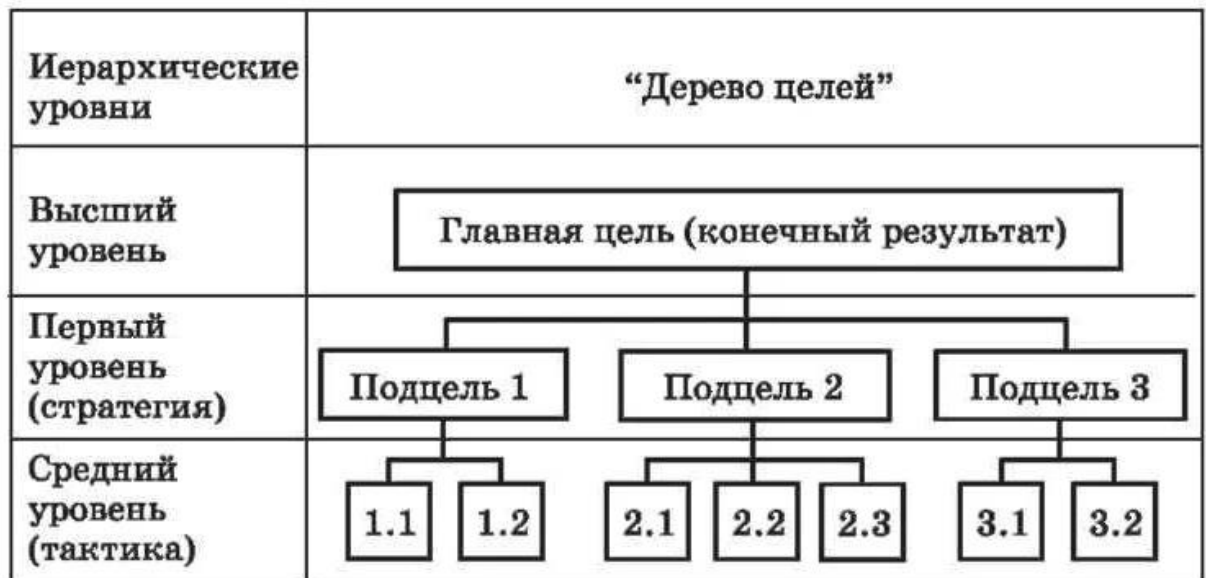 Иерархические
уровни
“Дерево целей”
Высший
уровень
Главная цель (конечный результат)
Первый
уровень
(стратегия)
Подцель 1
Подцель 2
Подцель 3
Средний
уровень
(тактика)
1.1
1.2
2.1
2.2
2.3
3.1
3.2